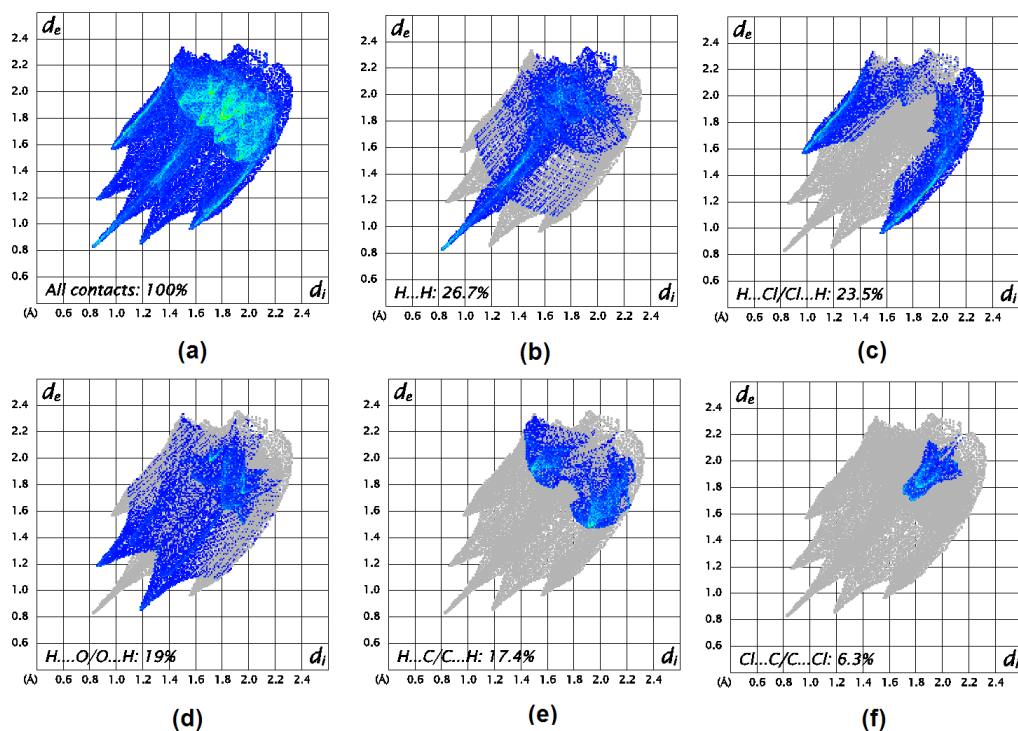 de
2.4
2.2
2.0
1.8
1.6
1.4
1.2
1.0
0.8
0.6
All contacts: 100%
di
(Å) 0.6 0.8 1.0 1.2 1.4 1.6 1.8 2.0 2.2 2.4
(a)
de
2.4
2.2
2.0
1.8
1.6
1.4
1.2
1.0
0.8
0.6
H...H: 26.7%
di
(Å) 0.6 0.8 1.0 1.2 1.4 1.6 1.8 2.0 2.2 2.4
(b)
de
2.4
2.2
2.0
1.8
1.6
1.4
1.2
1.0
0.8
0.6
H...Cl/Cl...H: 23.5%
di
(Å) 0.6 0.8 1.0 1.2 1.4 1.6 1.8 2.0 2.2 2.4
(c)
de
2.4
2.2
2.0
1.8
1.6
1.4
1.2
1.0
0.8
0.6
H....O/O...H: 19%
di
(Å) 0.6 0.8 1.0 1.2 1.4 1.6 1.8 2.0 2.2 2.4
(d)
de
2.4
2.2
2.0
1.8
1.6
1.4
1.2
1.0
0.8
0.6
H...C/C...H: 17.4%
di
(Å) 0.6 0.8 1.0 1.2 1.4 1.6 1.8 2.0 2.2 2.4
(e)
de
2.4
2.2
2.0
1.8
1.6
1.4
1.2
1.0
0.8
0.6
Cl...C/C...Cl: 6.3%
di
(Å) 0.6 0.8 1.0 1.2 1.4 1.6 1.8 2.0 2.2 2.4
(f)